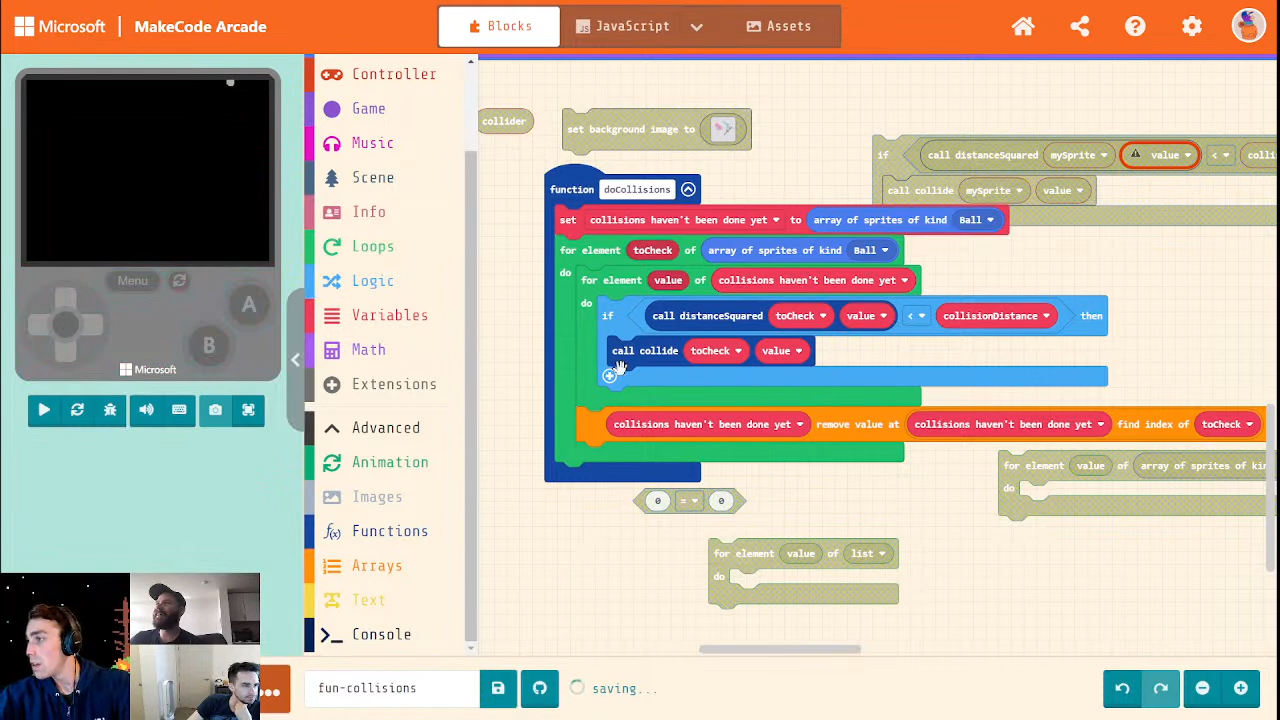 Microsoft
MakeCode Arcade
Blocks
JavaScript
Assets
Menu
A
B
Microsoft
Controller
Game
Music
Scene
Info
Loops
Logic
Variables
Math
Extensions
Advanced
Animation
Images
Functions
Arrays
Text
Console
collider
set background image to
if call distanceSquared mySprite value <
call collide mySprite value
function doCollisions
set collisions haven't been done yet to array of sprites of kind Ball
for element toCheck of array of sprites of kind Ball
do for element value of collisions haven't been done yet
do if call distanceSquared toCheck value < collisionDistance then
call collide toCheck value
collisions haven't been done yet remove value at collisions haven't been done yet find index of toCheck
for element value of array of sprites of
do
0 = 0
for element value of list
do
fun-collisions
saving...